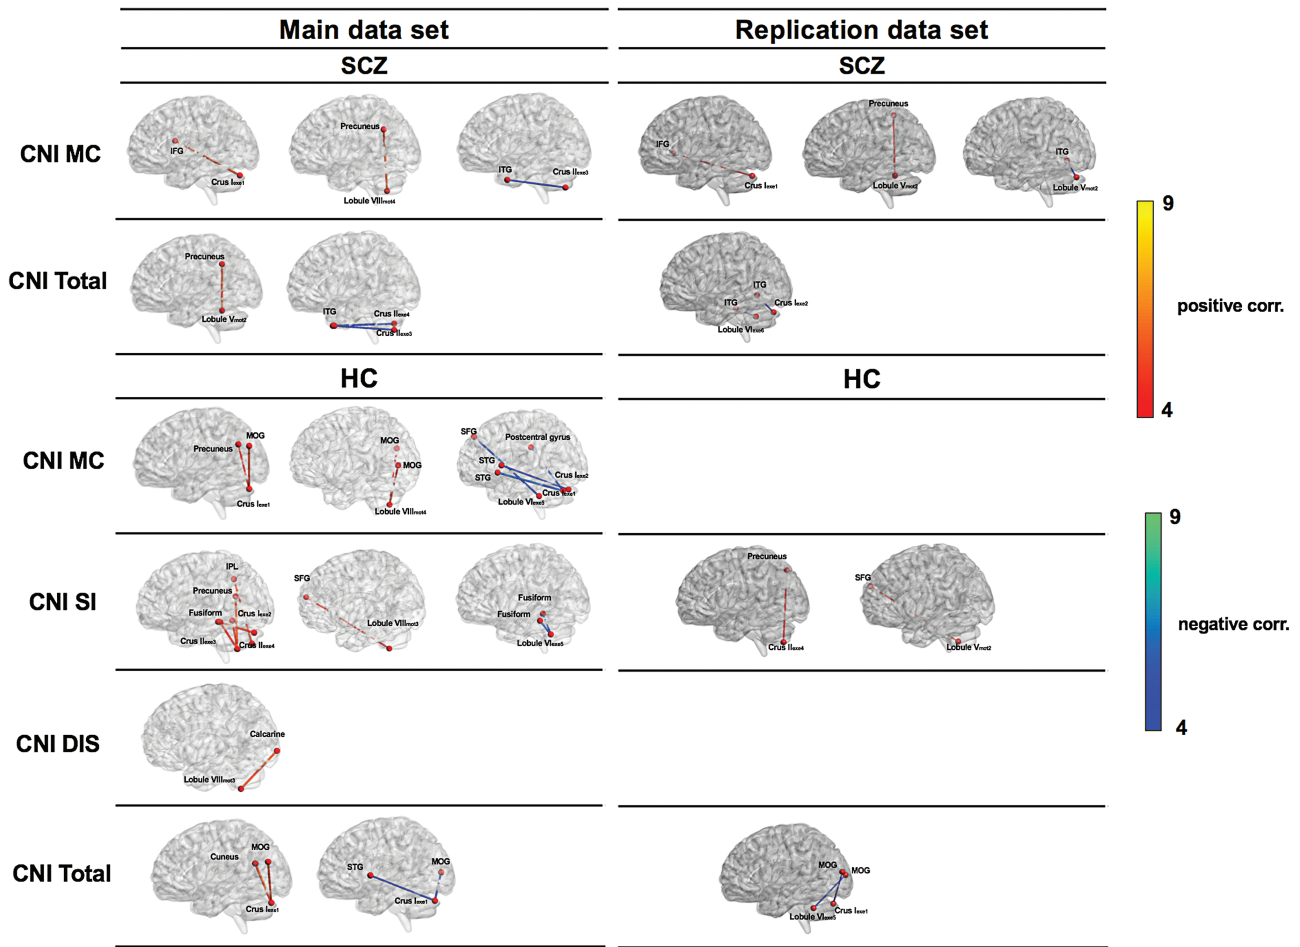 Main data set
Replication data set
SCZ
SCZ
CNI MC
IFG
Crus Iexe1
Precuneus
Lobule VIIImot4
ITG
Crus IIexe3
IFG
Crus Iexe1
Precuneus
Lobule Vmot2
ITG
Lobule Vmot2
CNI Total
Precuneus
Lobule Vmot2
ITG
Crus IIexe4
Crus IIexe3
ITG
ITG
Crus Iexe2
Lobule VIexe6
9
positive corr.
4
HC
HC
CNI MC
Precuneus
MOG
Crus Iexe1
MOG
MOG
Lobule VIIImot4
SFG
Postcentral gyrus
STG
STG
Crus Iexe2
Crus Iexe1
Lobule VIexe5
CNI SI
IPL
Precuneus
Fusiform
Crus Iexe2
Crus IIexe3
Crus IIexe4
SFG
Lobule VIIImot3
Fusiform
Fusiform
Lobule VIexe5
Precuneus
Crus IIexe4
SFG
Lobule Vmot2
9
negative corr.
4
CNI DIS
Calcarine
Lobule VIIImot3
CNI Total
Cuneus
MOG
Crus Iexe1
STG
MOG
Crus Iexe1
MOG
MOG
Lobule VIexe5
Crus Iexe1